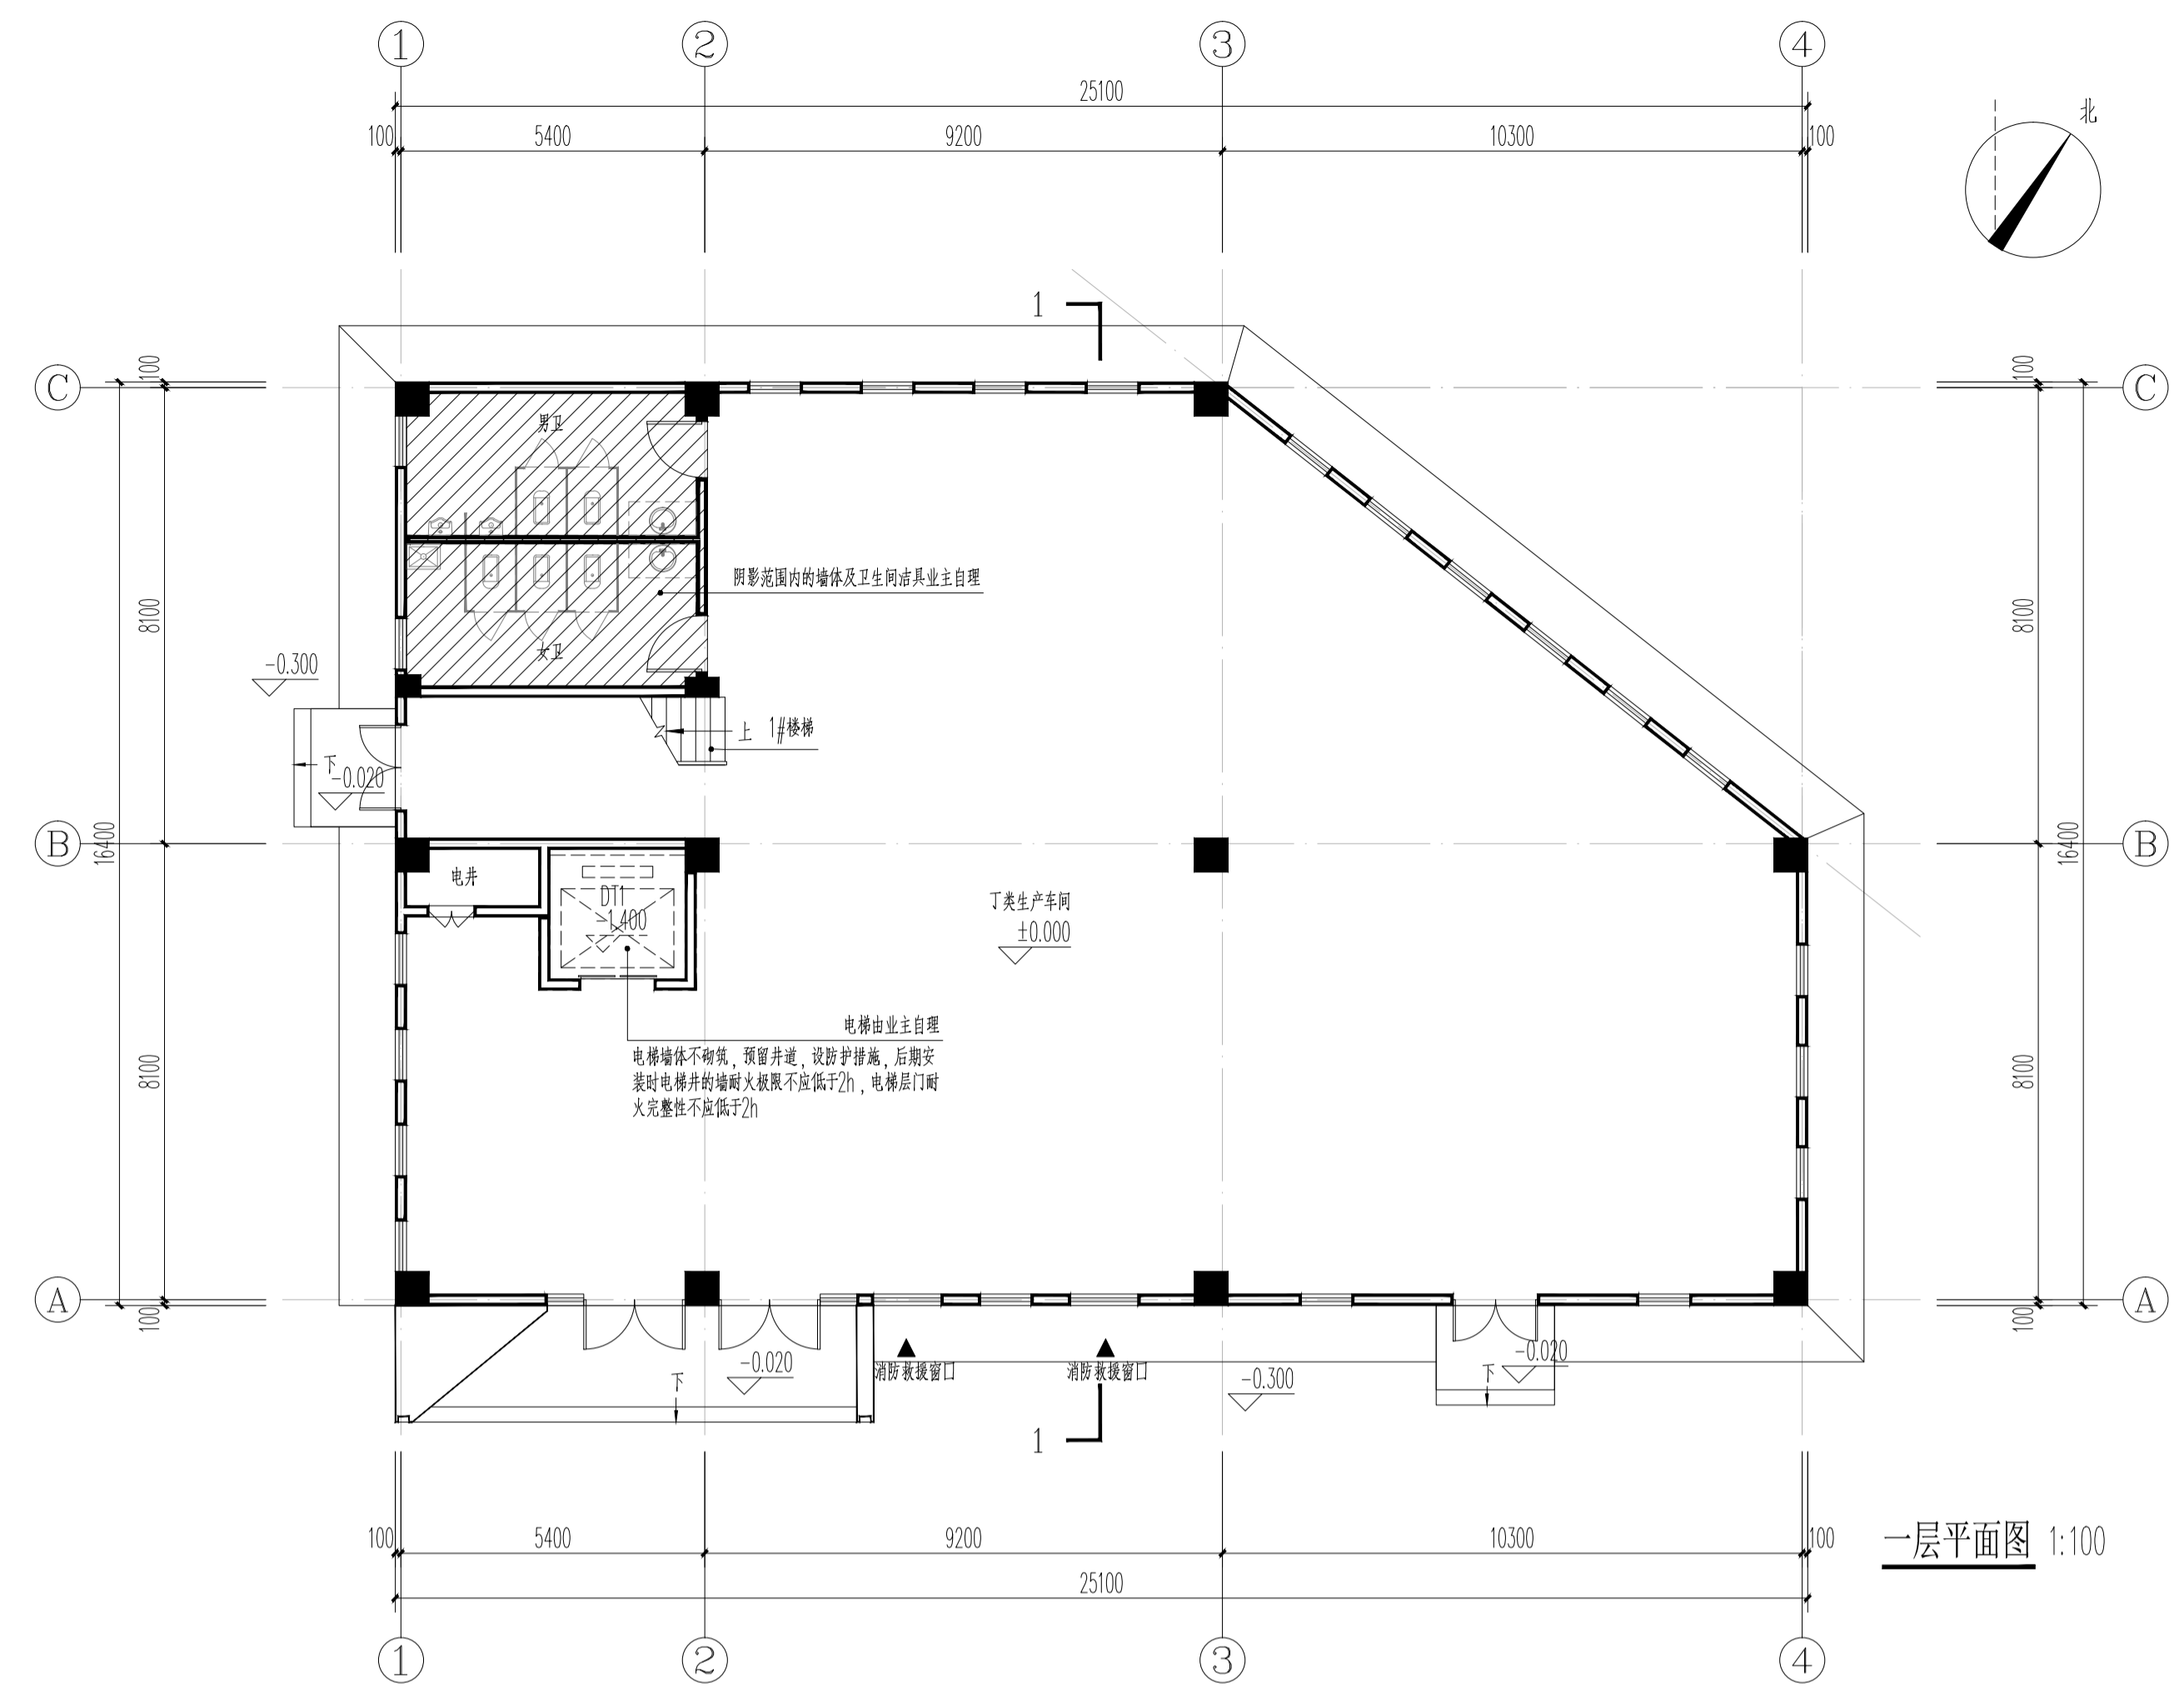 1
2
3
4
25100
100
5400
9200
10300
100
北
1
C
100
100
C
男卫
阴影范围内的墙体及卫生间洁具业主自理
8100
8100
女卫
-0.300
上 1#楼梯
下
-0.020
B
16400
16400
B
电井
DT1
-1.400
丁类生产车间
±0.000
电梯由业主自理
电梯墙体不砌筑，预留井道，设防护措施，后期安
装时电梯井的墙耐火极限不应低于2h，电梯层门耐
火完整性不应低于2h
8100
8100
A
100
100
A
下
-0.020
消防救援窗口
消防救援窗口
-0.300
下
-0.020
1
100
5400
9200
10300
100
25100
一层平面图 1:100
1
2
3
4